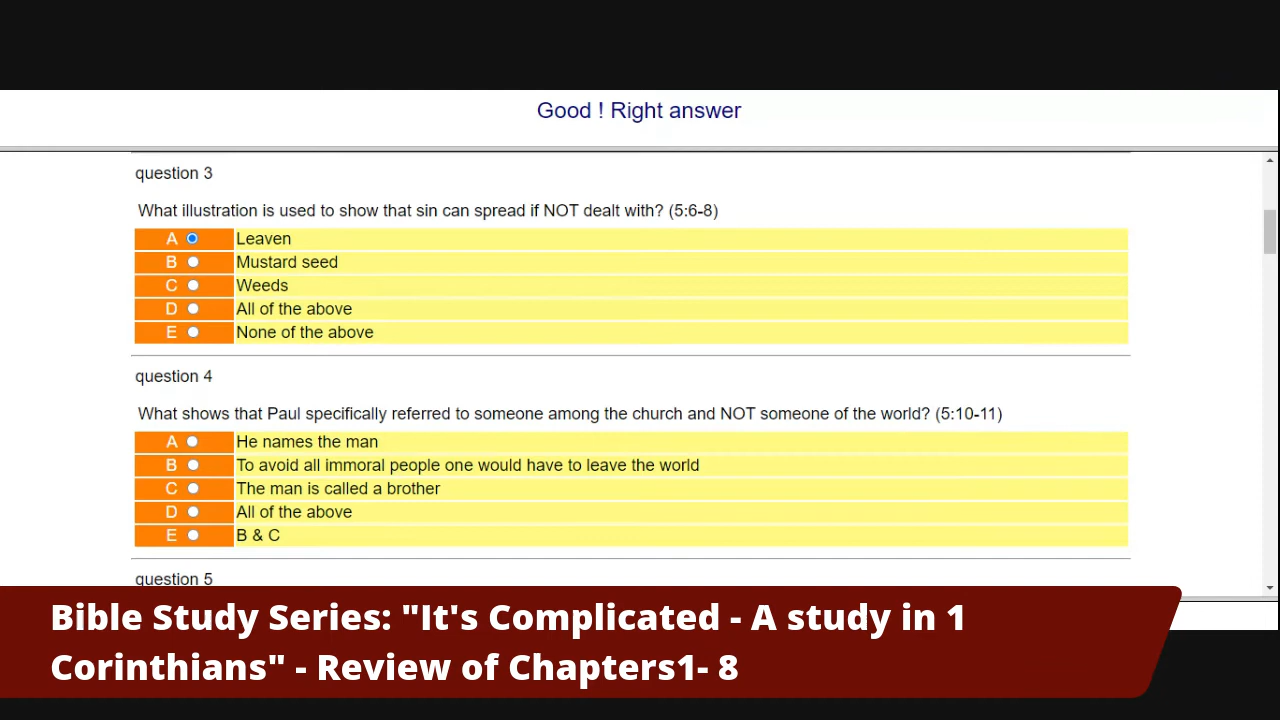 Good ! Right answer
question 3
What illustration is used to show that sin can spread if NOT dealt with? (5:6-8)
A Leaven
B Mustard seed
C Weeds
D All of the above
E None of the above
question 4
What shows that Paul specifically referred to someone among the church and NOT someone of the world? (5:10-11)
A He names the man
B To avoid all immoral people one would have to leave the world
C The man is called a brother
D All of the above
E B & C
question 5
Bible Study Series: "It's Complicated - A study in 1
Corinthians" - Review of Chapters1- 8